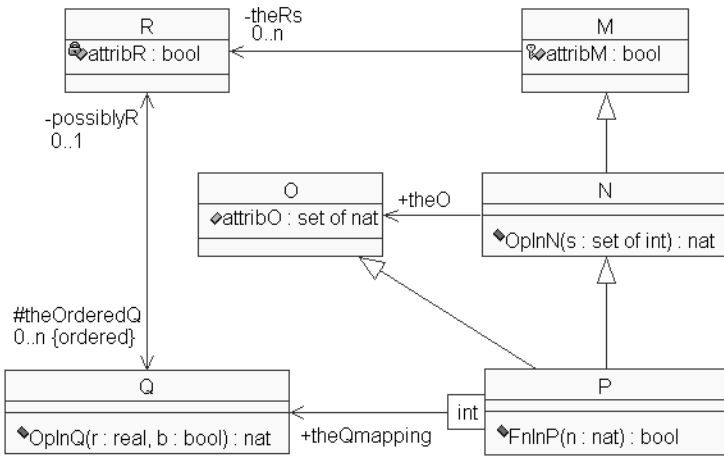 R
attribR : bool
-theRs
0..n
M
attribM : bool
-possiblyR
0..1
O
attribO : set of nat
+theO
N
OpInN(s : set of int) : nat
#theOrderedQ
0..n {ordered}
Q
OpInQ(r : real, b : bool) : nat
+theQmapping
int
P
FnInP(n : nat) : bool